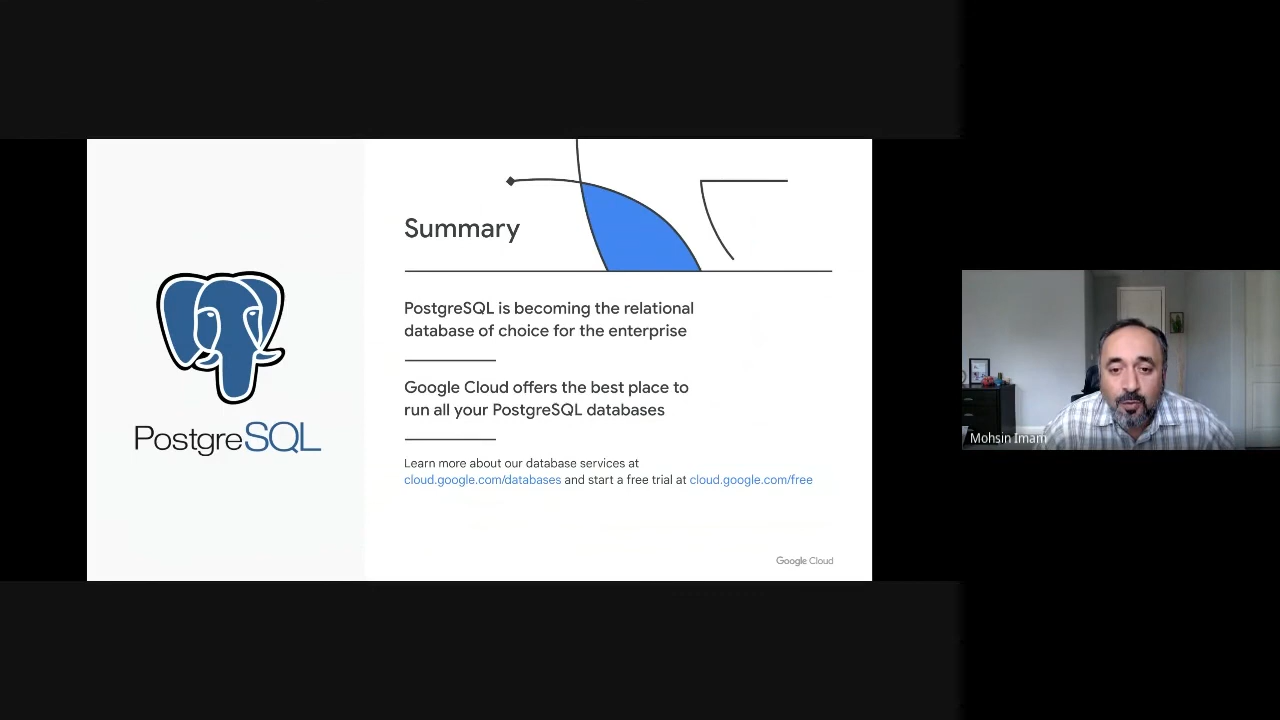 Summary
PostgreSQL is becoming the relational
database of choice for the enterprise
Google Cloud offers the best place to
run all your PostgreSQL databases
Learn more about our database services at
cloud.google.com/databases and start a free trial at cloud.google.com/free
PostgreSQL
Google Cloud
Mohsin Imam